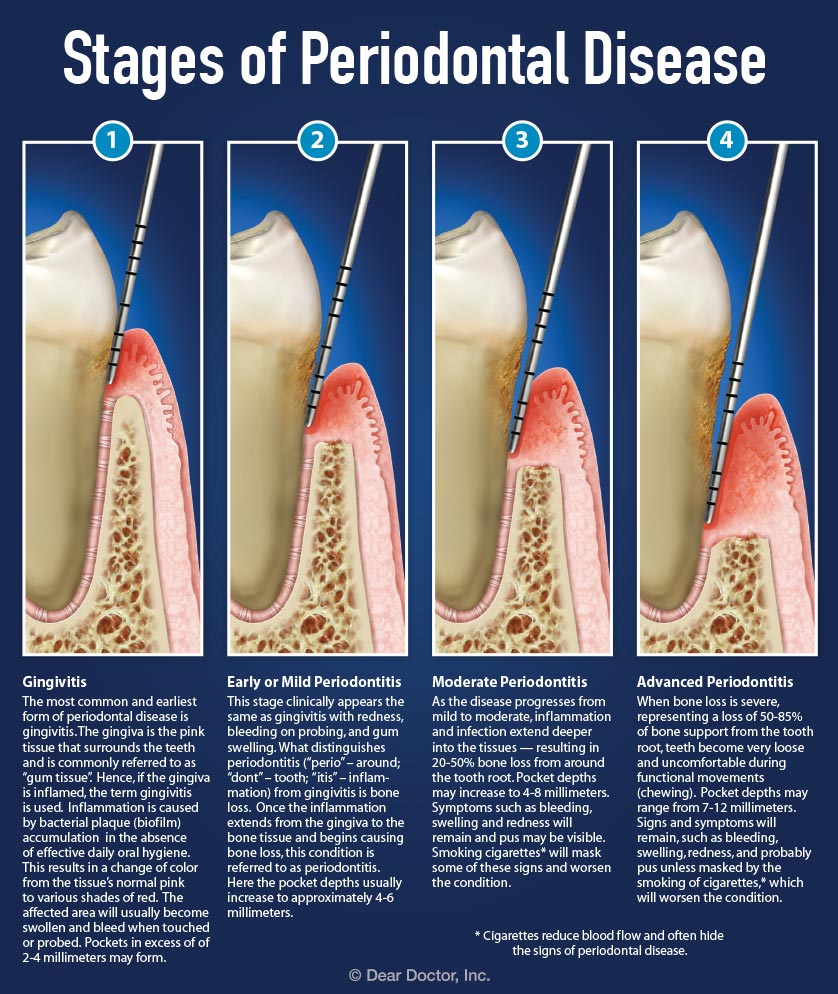 Stages of Periodontal Disease
1
2
3
4
Gingivitis
The most common and earliest
form of periodontal disease is
gingivitis.The gingiva is the pink
tissue that surrounds the teeth
and is commonly referred to as
“gum tissue”. Hence, if the gingiva
is inflamed, the term gingivitis
is used. Inflammation is caused
by bacterial plaque (biofilm)
accumulation in the absence
of effective daily oral hygiene.
This results in a change of color
from the tissue’s normal pink
to various shades of red. The
affected area will usually become
swollen and bleed when touched
or probed. Pockets in excess of of
2-4 millimeters may form.
Early or Mild Periodontitis
This stage clinically appears the
same as gingivitis with redness,
bleeding on probing, and gum
swelling. What distinguishes
periodontitis (“perio” – around;
“dont” – tooth; “itis” – inflam-
mation) from gingivitis is bone
loss. Once the inflammation
extends from the gingiva to the
bone tissue and begins causing
bone loss, this condition is
referred to as periodontitis.
Here the pocket depths usually
increase to approximately 4-6
millimeters.
Moderate Periodontitis
As the disease progresses from
mild to moderate, inflammation
and infection extend deeper
into the tissues — resulting in
20-50% bone loss from around
the tooth root. Pocket depths
may increase to 4-8 millimeters.
Symptoms such as bleeding,
swelling and redness will
remain and pus may be visible.
Smoking cigarettes* will mask
some of these signs and worsen
the condition.
Advanced Periodontitis
When bone loss is severe,
representing a loss of 50-85%
of bone support from the tooth
root, teeth become very loose
and uncomfortable during
functional movements
(chewing). Pocket depths may
range from 7-12 millimeters.
Signs and symptoms will
remain, such as bleeding,
swelling, redness, and probably
pus unless masked by the
smoking of cigarettes,* which
will worsen the condition.
* Cigarettes reduce blood flow and often hide
the signs of periodontal disease.
© Dear Doctor, Inc.